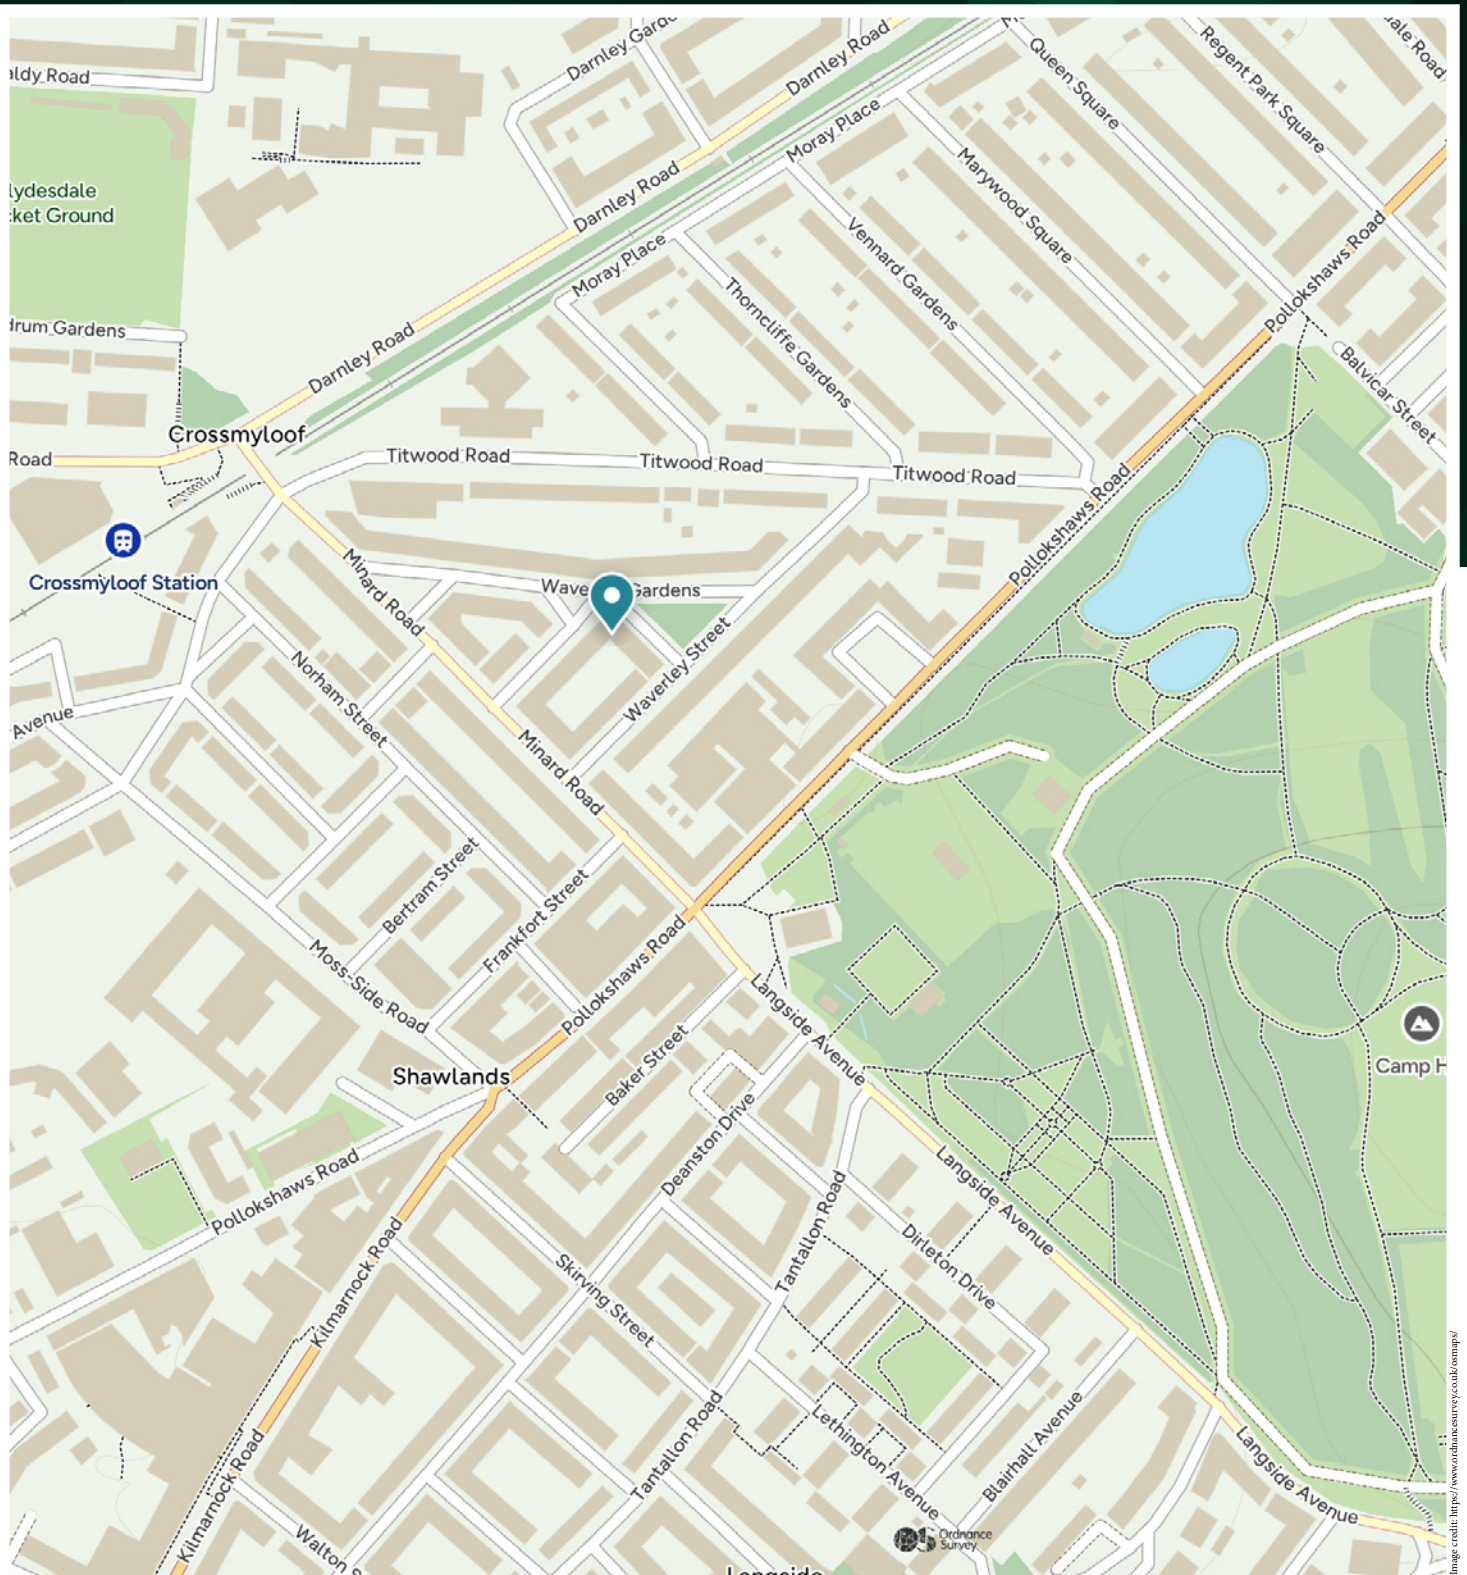 Darnley Gard
Darnley Road
Queen Square
Regent Park Square
dale Road
aldy Road
Moray Place
Marywood Square
lydesdale
ket Ground
Darnley Road
Moray Place
Vennard Gardens
Pollokshaws Road
Thorncliffe Gardens
drum Gardens
Darnley Road
Balvicar Street
Crossmyloof
Road
Titwood Road
Titwood Road
Titwood Road
Pollokshaws Road
Crossmyloof Station
Minard Road
Wave
Gardens
Waverley Street
Norham Street
Avenue
Minard Road
Bertram Street
Frankfort Street
Moss-Side Road
Pollokshaws Road
Langside Avenue
Camp H
Shawlands
Baker Street
Deanston Drive
Pollokshaws Road
Langside Avenue
Tantallon Road
Dirleton Drive
Kilmarnock Road
Skirving Street
Tantallon Road
Lethington Avenue
Blairhall Avenue
Langside Avenue
Kilmarnock Road
Walton S
OS
Ordnance
Survey
Langside
Image credit: https://www.ordnancesurvey.co.uk/osmaps/